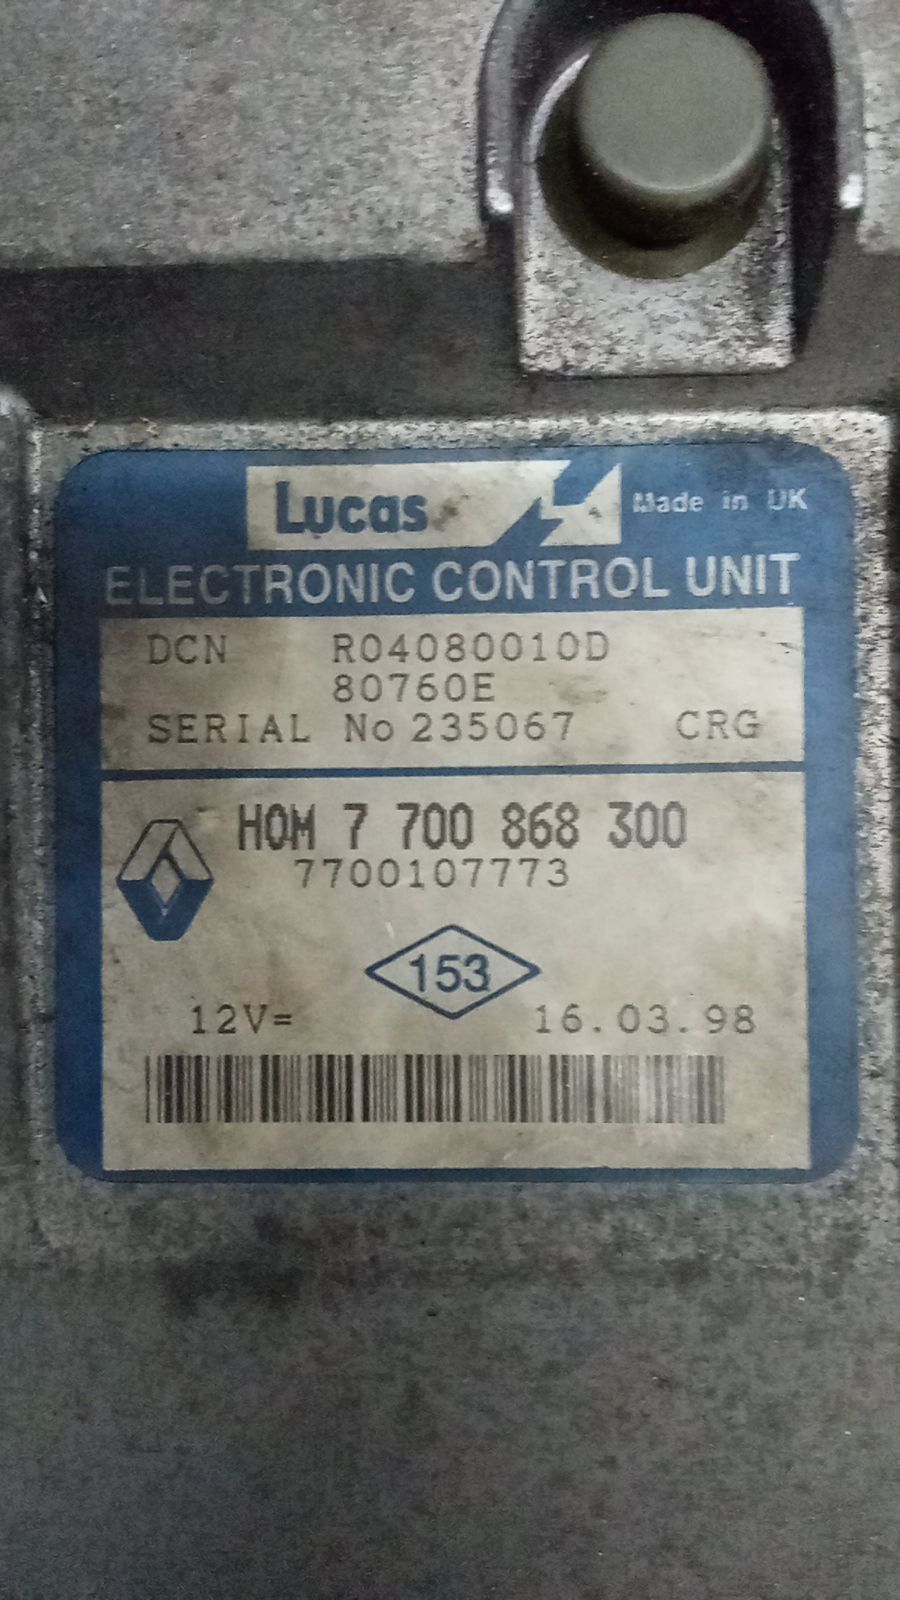 Lucas
Made in UK
ELECTRONIC CONTROL UNIT
DCN R04080010D
80760E
SERIAL No 235067 CRG
HOM 7 700 868 300
7700107773
153
12V= 16.03.98